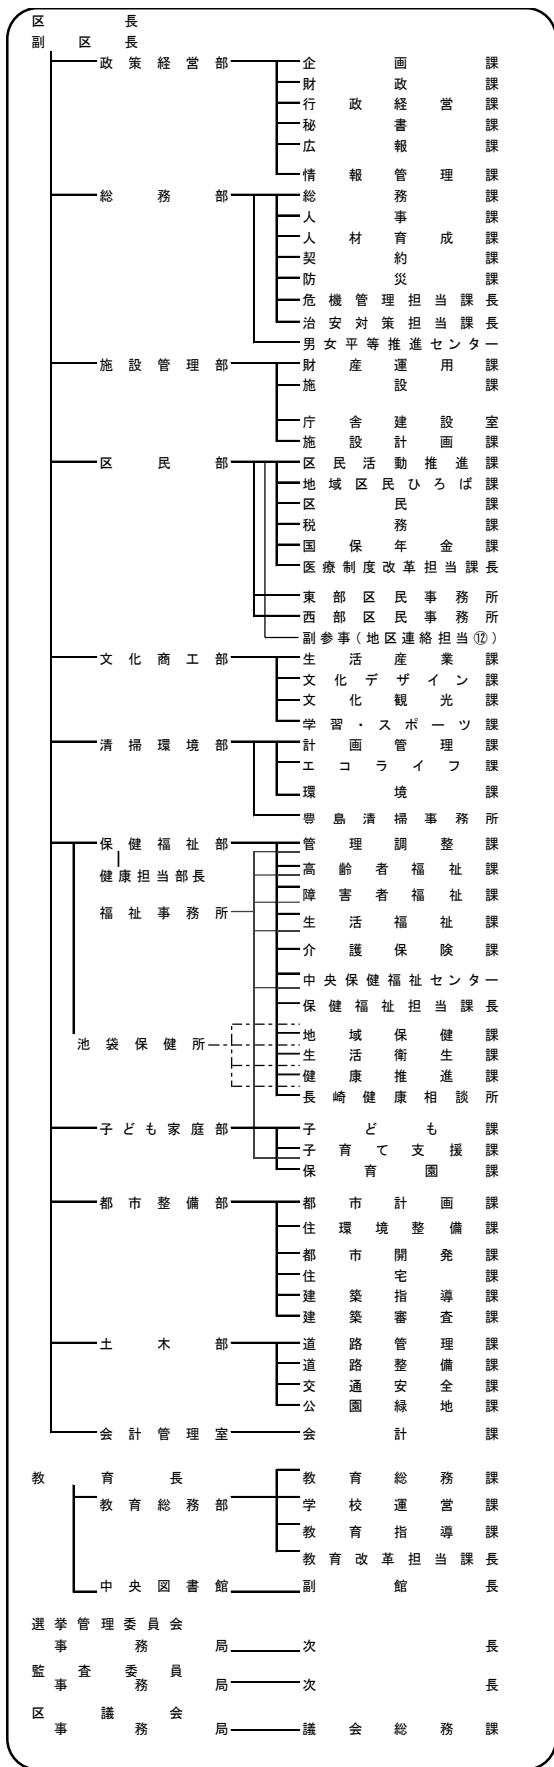 区長
副区長
政策経営部 企画課
財政課
行政経営課
秘書課
広報課
情報管理課
総務部 総務課
人事課
人材育成課
契約課
防災課
危機管理担当課長
治安対策担当課長
男女平等推進センター
施設管理部 財産運用課
施設課
庁舎建設室
施設計画課
区民部 区民活動推進課
地域区民ひろば課
区民課
税務課
国保年金課
医療制度改革担当課長
東部区民事務所
西部区民事務所
副参事(地区連絡担当⑫)
文化商工部 生活産業課
文化デザイン課
文化観光課
学習・スポーツ課
清掃環境部 計画管理課
エコライフ課
環境課
豊島清掃事務所
保健福祉部 管理調整課
健康担当部長 高齢者福祉課
障害者福祉課
福祉事務所 生活福祉課
介護保険課
中央保健福祉センター
保健福祉担当課長
池袋保健所 地域保健課
生活衛生課
健康推進課
長崎健康相談所
子ども家庭部 子ども課
子育て支援課
保育園課
都市整備部 都市計画課
住環境整備課
都市開発課
住宅課
建築指導課
建築審査課
土木部 道路管理課
道路整備課
交通安全課
公園緑地課
会計管理室 会計課
教育長 教育総務課
教育総務部 学校運営課
教育指導課
教育改革担当課長
中央図書館 副館長
選挙管理委員会
事務局 次長
監査委員
事務局 次長
区議会
事務局 議会総務課